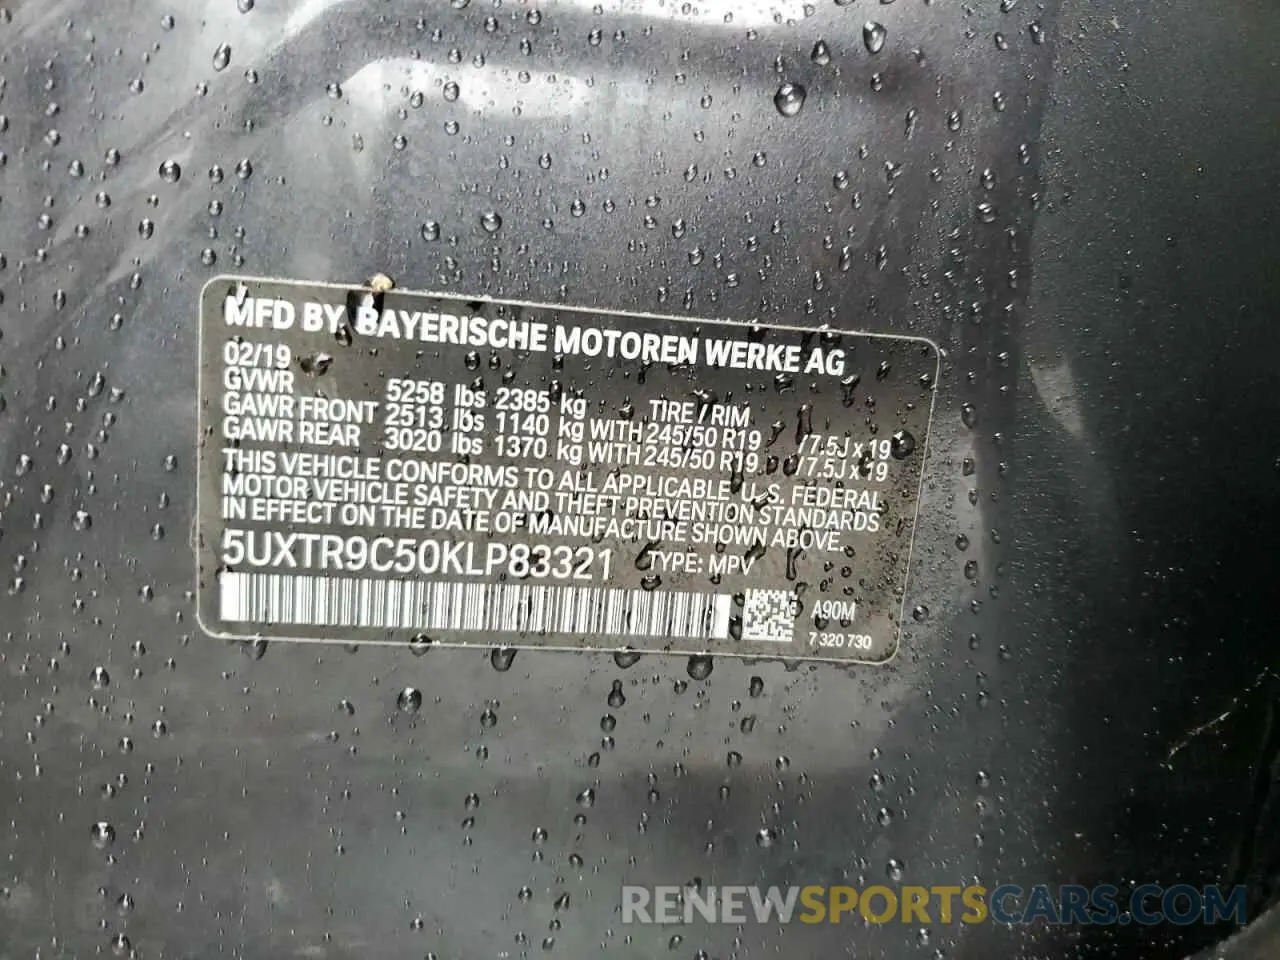 MFD BY BAYERISCHE MOTOREN WERKE AG
02/19
GVWR 5258 lbs 2385 kg TIRE / RIM
GAWR FRONT 2513 lbs 1140 kg WITH 245/50 R19 /7.5J x 19
GAWR REAR 3020 lbs 1370 kg WITH 245/50 R19 /7.5J x 19
THIS VEHICLE CONFORMS TO ALL APPLICABLE U.S. FEDERAL
MOTOR VEHICLE SAFETY AND THEFT PREVENTION STANDARDS
IN EFFECT ON THE DATE OF MANUFACTURE SHOWN ABOVE.
5UXTR9C50KLP83321 TYPE: MPV
A90M
7 320 730
RENEWSPORTSCARS.COM